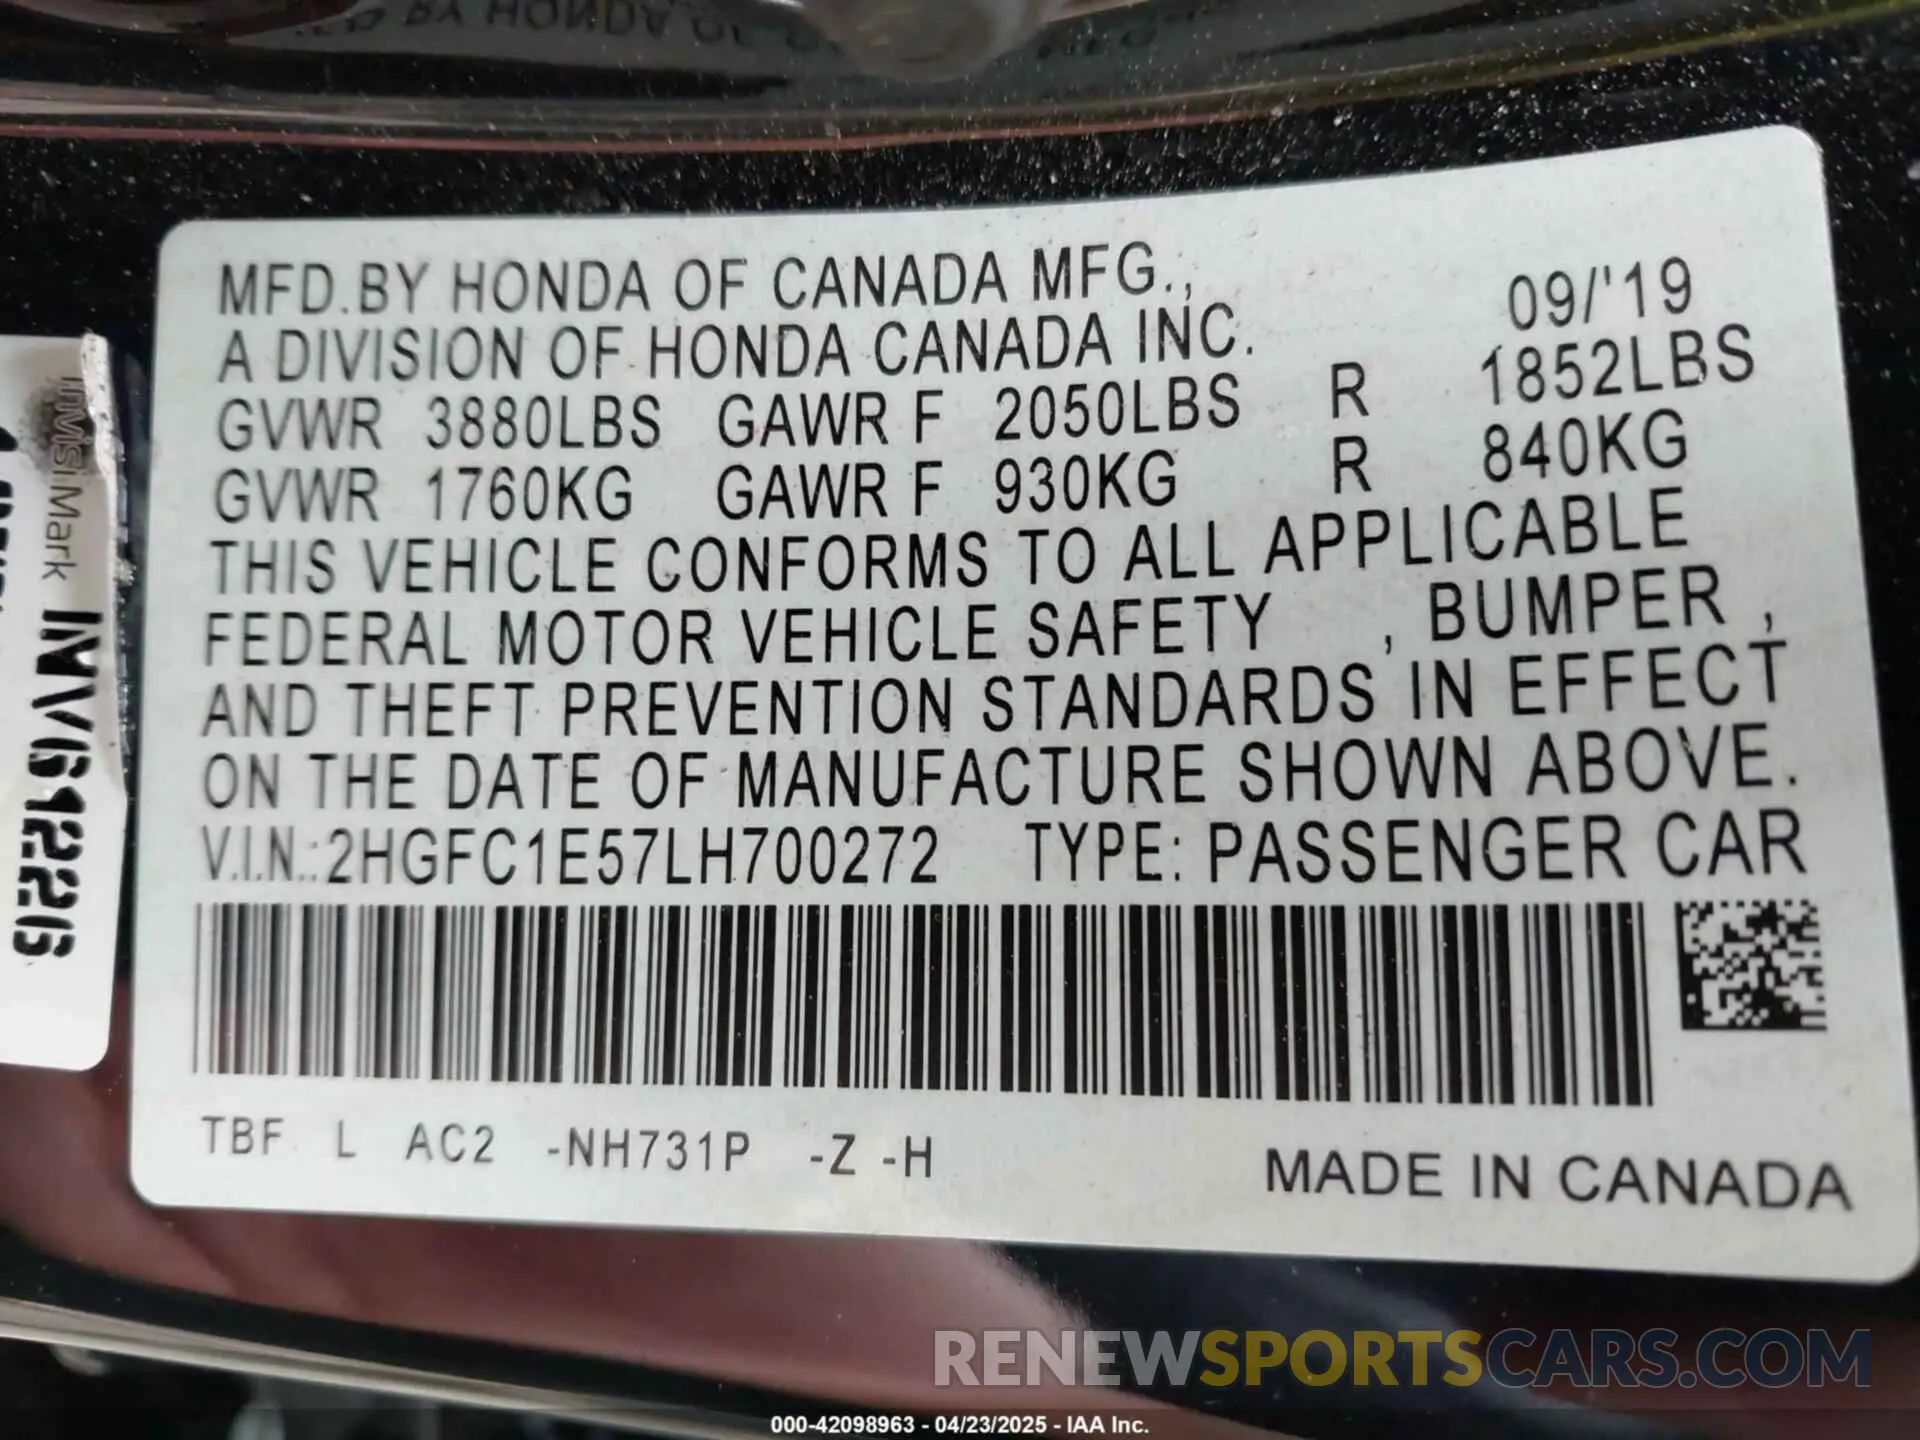 MFD.BY HONDA OF CANADA MFG.,
A DIVISION OF HONDA CANADA INC. 09/'19
GVWR 3880LBS GAWR F 2050LBS R 1852LBS
GVWR 1760KG GAWR F 930KG R 840KG
THIS VEHICLE CONFORMS TO ALL APPLICABLE
FEDERAL MOTOR VEHICLE SAFETY , BUMPER ,
AND THEFT PREVENTION STANDARDS IN EFFECT
ON THE DATE OF MANUFACTURE SHOWN ABOVE.
V.I.N.:2HGFC1E57LH700272 TYPE: PASSENGER CAR
TBF L AC2 -NH731P -Z -H
MADE IN CANADA
InVisiMark
INV61226
RENEWSPORTSCARS.COM
000-42098963 - 04/23/2025 - IAA Inc.